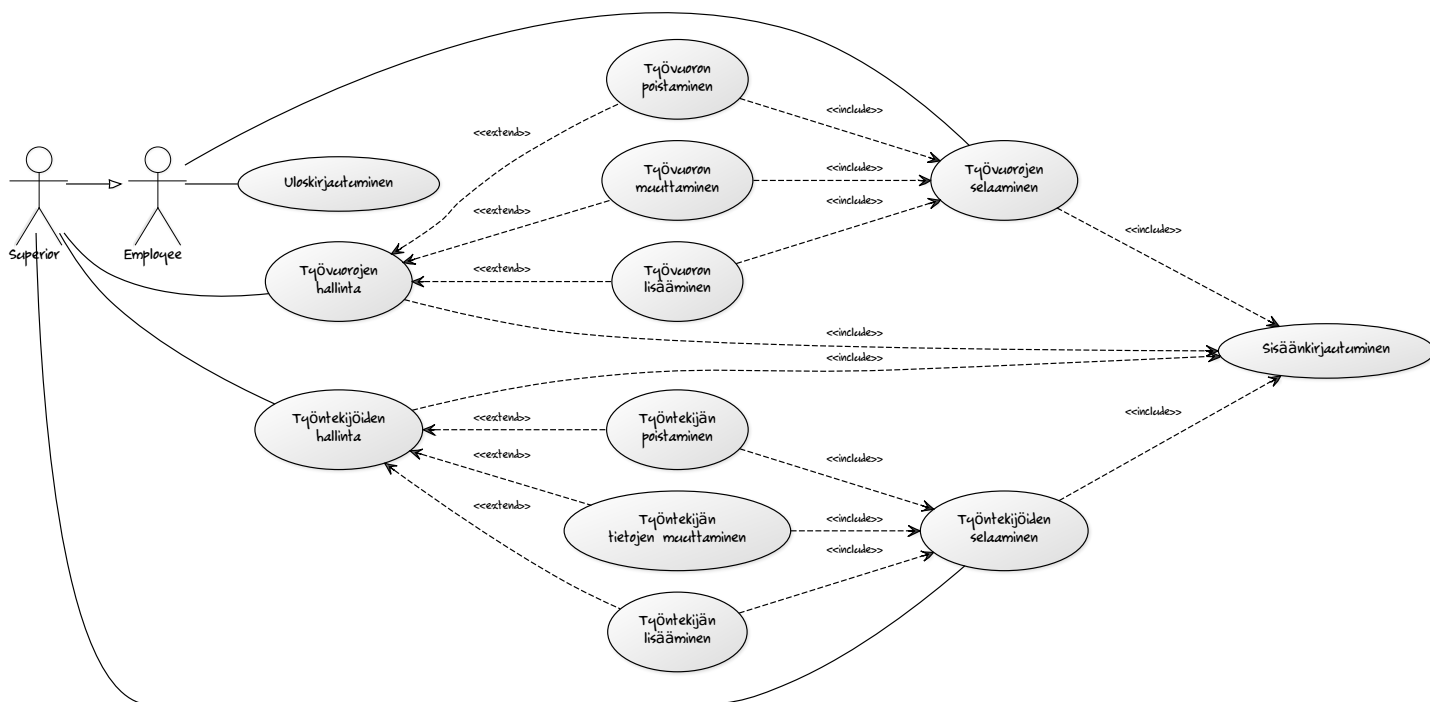 Työvuoron
poistaminen
<<include>>
<<extend>>
Työvuoron
muuttaminen
<<include>>
Työvuorojen
selaaminen
Uloskirjautuminen
<<extend>>
<<include>>
<<include>>
Superior
Employee
Työvuorojen
hallinta
<<extend>>
Työvuoron
lisääminen
<<include>>
<<include>>
Sisäänkirjautuminen
Työntekijöiden
hallinta
<<extend>>
Työntekijän
poistaminen
<<include>>
<<include>>
<<extend>>
<<extend>>
Työntekijän
tietojen muuttaminen
<<include>>
<<include>>
Työntekijöiden
selaaminen
Työntekijän
lisääminen